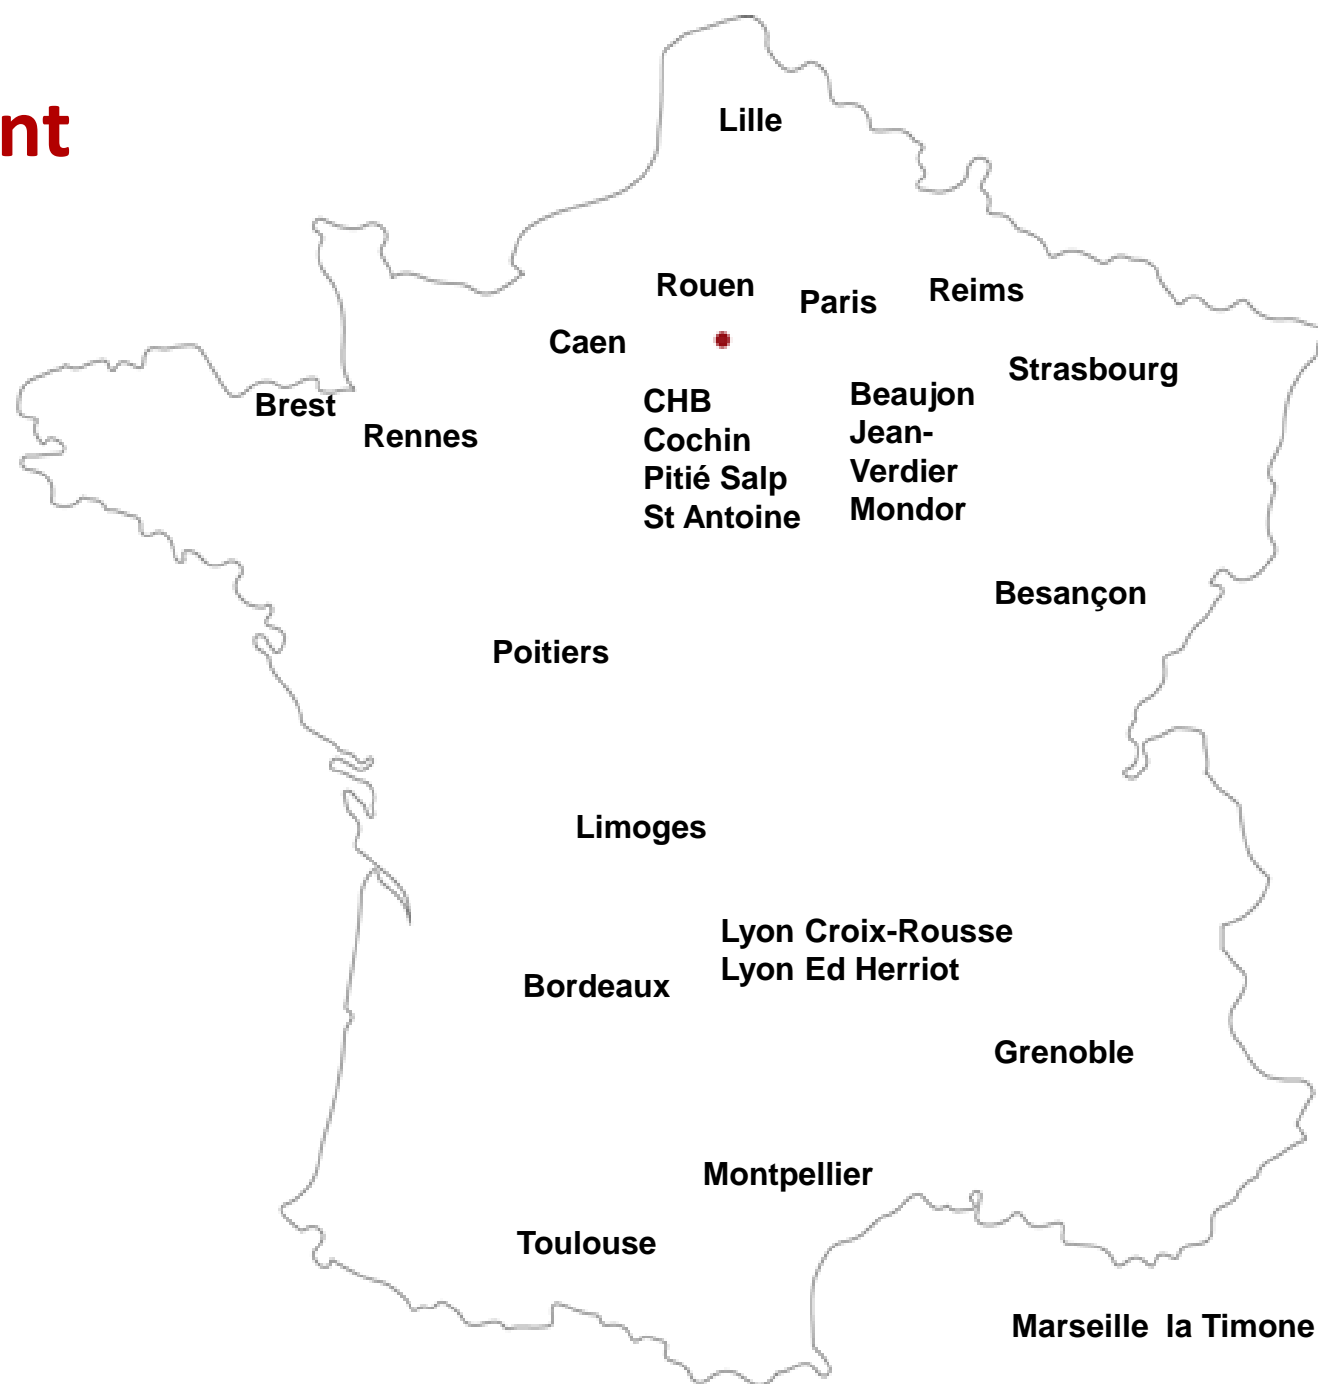 nt
Lille
Rouen
Paris
Reims
Caen
Strasbourg
Brest
Rennes
CHB
Cochin
Pitié Salp
St Antoine
Beaujon
Jean-
Verdier
Mondor
Besançon
Poitiers
Limoges
Lyon Croix-Rousse
Lyon Ed Herriot
Bordeaux
Grenoble
Montpellier
Toulouse
Marseille la Timone